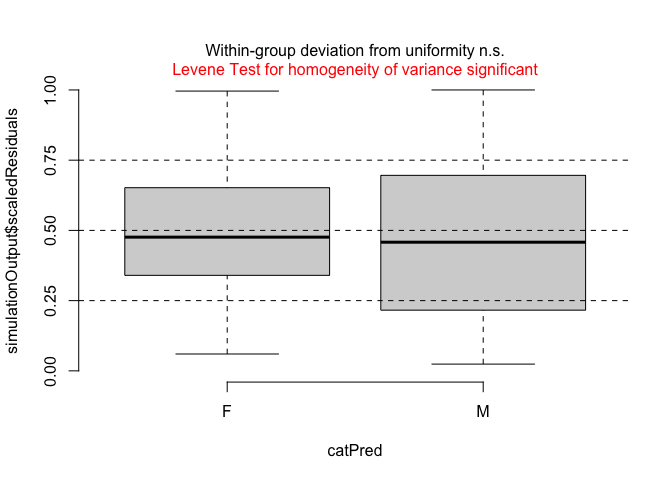 Within-group deviation from uniformity n.s.
Levene Test for homogeneity of variance significant
simulationOutput$scaledResiduals
1.00
0.75
0.50
0.25
0.00
F M
catPred